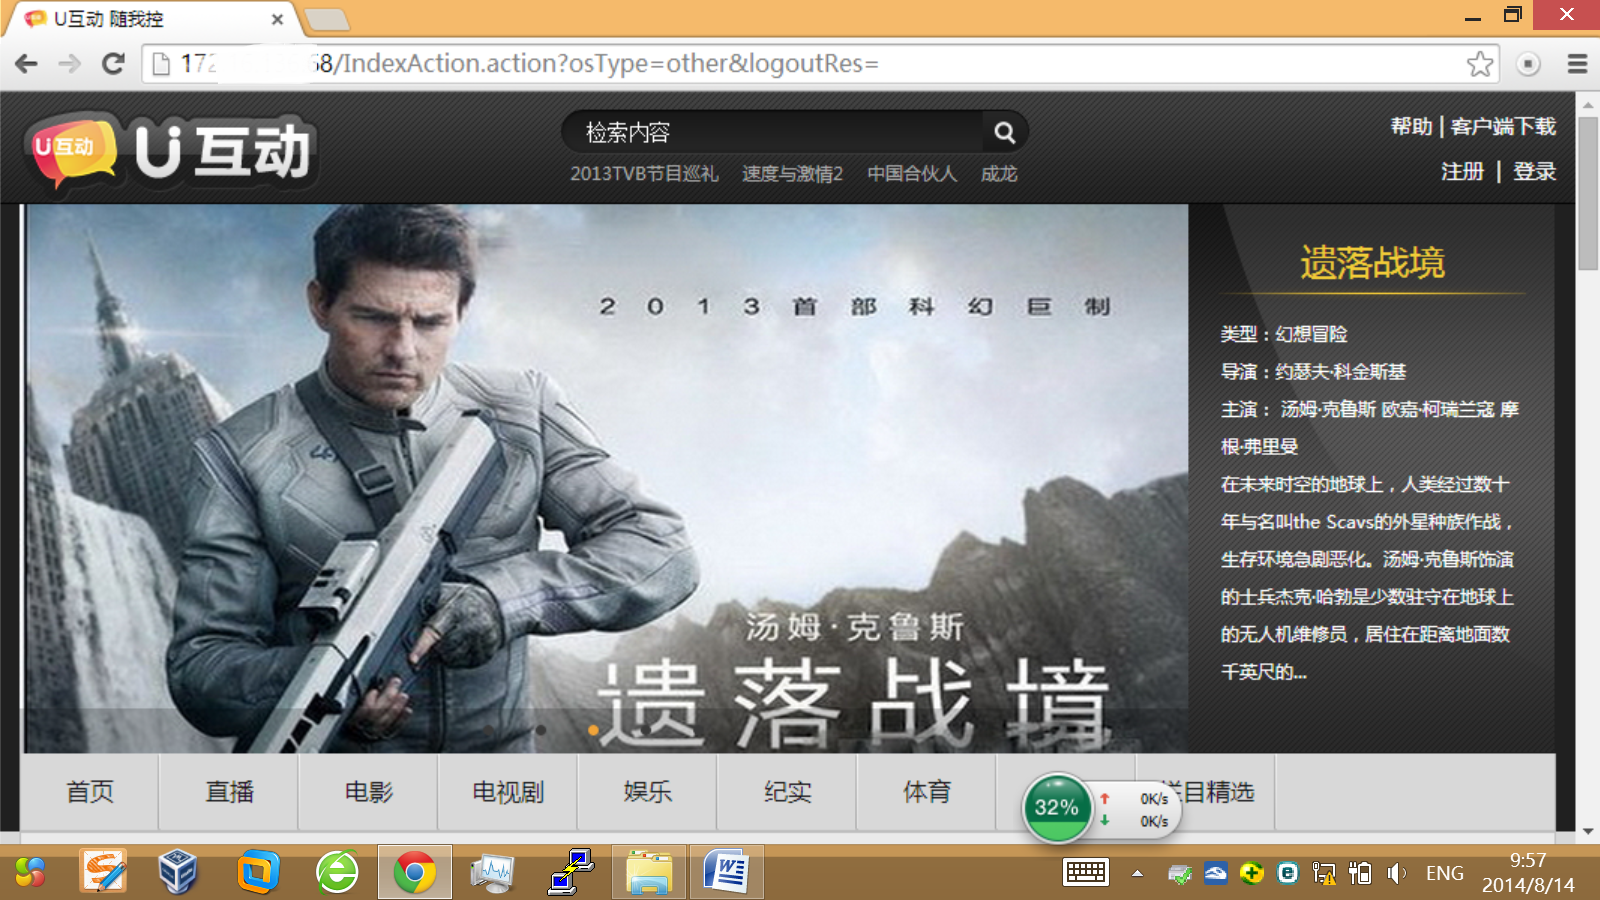 U互动 随我控
172
68/IndexAction.action?osType=other&logoutRes=
U互动
U互动
检索内容
帮助 | 客户端下载
2013TVB节目巡礼 速度与激情2 中国合伙人 成龙
注册 | 登录
2013首部科幻巨制
汤姆·克鲁斯
遗落战境
遗落战境
类型：幻想冒险
导演：约瑟夫·科金斯基
主演： 汤姆·克鲁斯 欧嘉·柯瑞兰寇 摩
根·弗里曼
在未来时空的地球上，人类经过数十
年与名叫the Scavs的外星种族作战，
生存环境急剧恶化。汤姆·克鲁斯饰演
的士兵杰克·哈勃是少数驻守在地球上
的无人机维修员，居住在距离地面数
千英尺的...
首页 直播 电影 电视剧 娱乐 纪实 体育 栏目精选
32%
0K/s
0K/s
ENG
9:57
2014/8/14